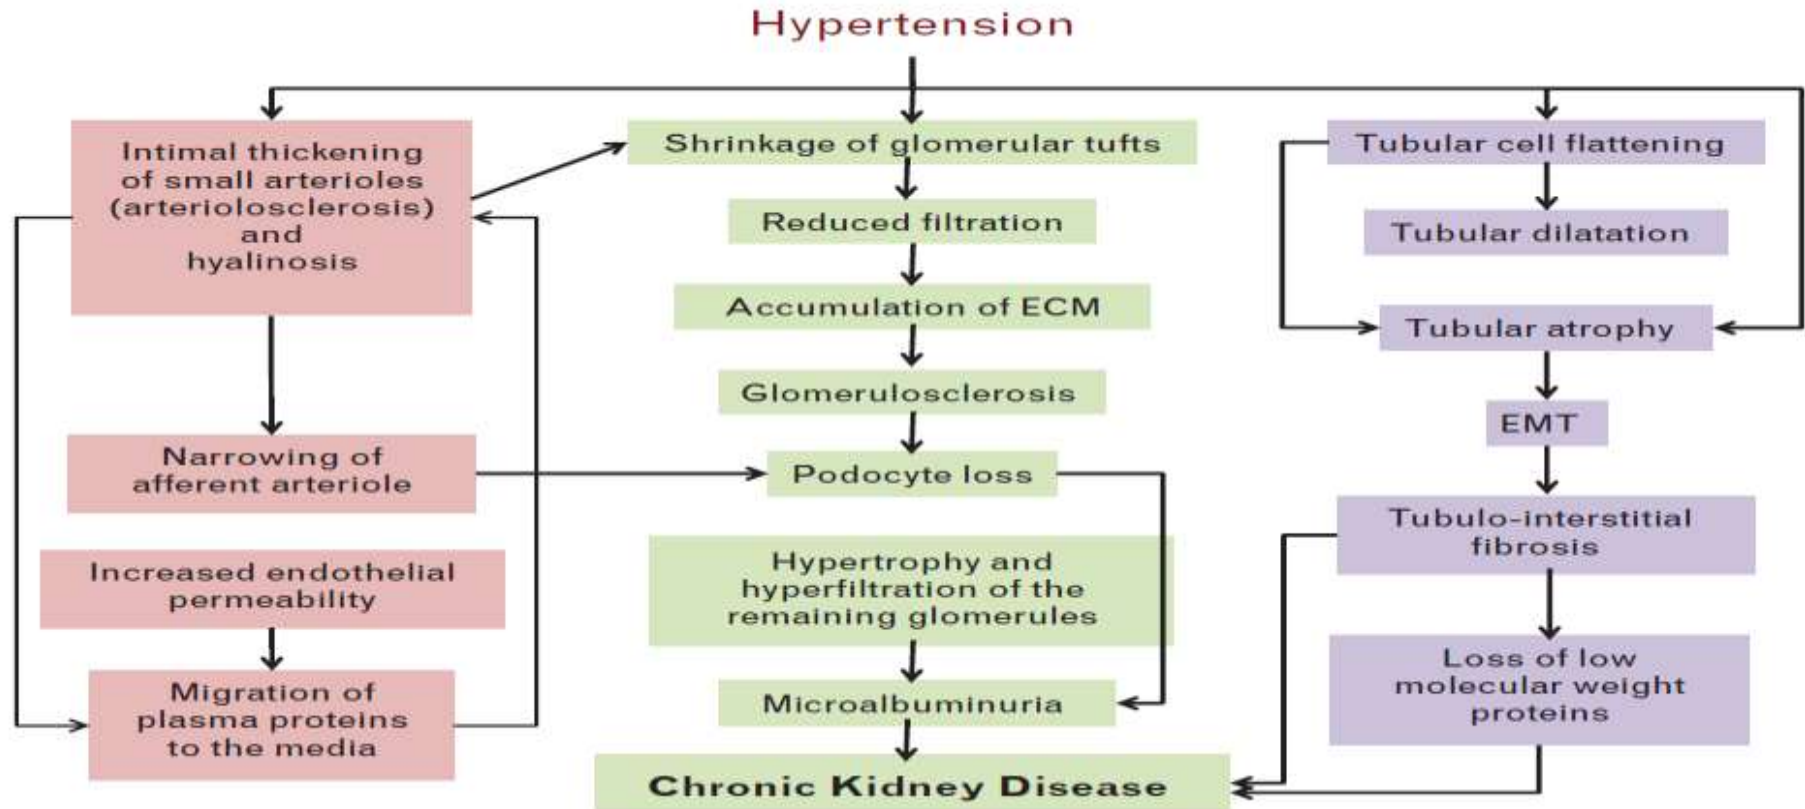 Hypertension
Intimal thickening
of small arterioles
(arteriolosclerosis)
and
hyalinosis
Narrowing of
afferent arteriole
Increased endothelial
permeability
Migration of
plasma proteins
to the media
Shrinkage of glomerular tufts
Reduced filtration
Accumulation of ECM
Glomerulosclerosis
Podocyte loss
Hypertrophy and
hyperfiltration of the
remaining glomerules
Microalbuminuria
Chronic Kidney Disease
Tubular cell flattening
Tubular dilatation
Tubular atrophy
EMT
Tubulo-interstitial
fibrosis
Loss of low
molecular weight
proteins